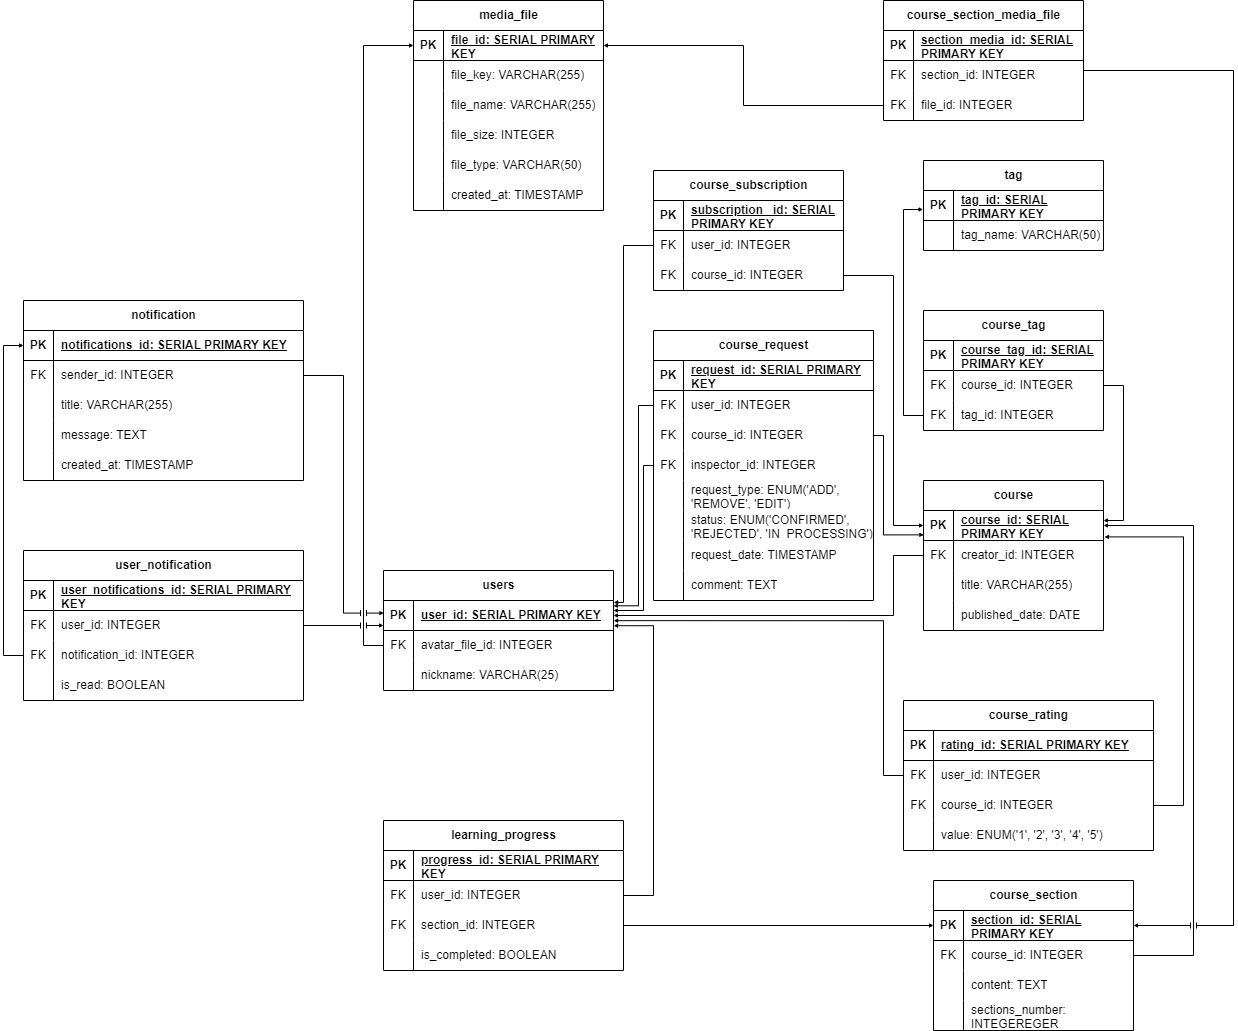 media_file
PK
file_id: SERIAL PRIMARY
KEY
file_key: VARCHAR(255)
file_name: VARCHAR(255)
file_size: INTEGER
file_type: VARCHAR(50)
created_at: TIMESTAMP
course_section_media_file
PK
section_media_id: SERIAL
PRIMARY KEY
FK
section_id: INTEGER
FK
file_id: INTEGER
course_subscription
PK
subscription_id: SERIAL
PRIMARY KEY
FK
user_id: INTEGER
FK
course_id: INTEGER
tag
PK
tag_id: SERIAL
PRIMARY KEY
tag_name: VARCHAR(50)
notification
PK
notifications_id: SERIAL PRIMARY KEY
FK
sender_id: INTEGER
title: VARCHAR(255)
message: TEXT
created_at: TIMESTAMP
course_request
PK
request_id: SERIAL PRIMARY
KEY
FK
user_id: INTEGER
FK
course_id: INTEGER
FK
inspector_id: INTEGER
request_type: ENUM('ADD',
'REMOVE', 'EDIT')
status: ENUM('CONFIRMED',
'REJECTED', 'IN  PROCESSING')
request_date: TIMESTAMP
comment: TEXT
course_tag
PK
course_tag_id: SERIAL
PRIMARY KEY
FK
course_id: INTEGER
FK
tag_id: INTEGER
course
PK
course_id: SERIAL
PRIMARY KEY
FK
creator_id: INTEGER
title: VARCHAR(255)
published_date: DATE
user_notification
PK
user_notifications_id: SERIAL PRIMARY
KEY
FK
user_id: INTEGER
FK
notification_id: INTEGER
is_read: BOOLEAN
users
PK
user_id: SERIAL PRIMARY KEY
FK
avatar_file_id: INTEGER
nickname: VARCHAR(25)
course_rating
PK
rating_id: SERIAL PRIMARY KEY
FK
user_id: INTEGER
FK
course_id: INTEGER
value: ENUM('1', '2', '3', '4', '5')
learning_progress
PK
progress_id: SERIAL PRIMARY
KEY
FK
user_id: INTEGER
FK
section_id: INTEGER
is_completed: BOOLEAN
course_section
PK
section_id: SERIAL
PRIMARY KEY
FK
course_id: INTEGER
content: TEXT
sections_number:
INTEGEREGER